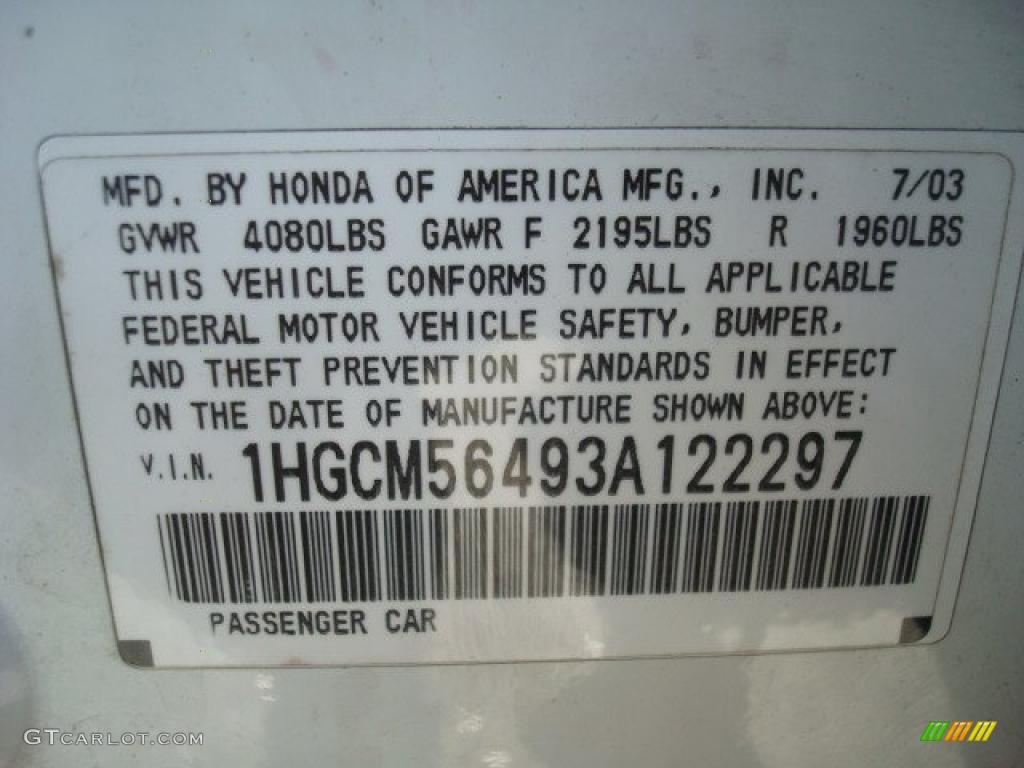 MFD. BY HONDA OF AMERICA MFG., INC. 7/03
GVWR 4080LBS GAWR F 2195LBS R 1960LBS
THIS VEHICLE CONFORMS TO ALL APPLICABLE
FEDERAL MOTOR VEHICLE SAFETY, BUMPER,
AND THEFT PREVENTION STANDARDS IN EFFECT
ON THE DATE OF MANUFACTURE SHOWN ABOVE:
V.I.N. 1HGCM56493A122297
PASSENGER CAR
GTCARLOT.COM